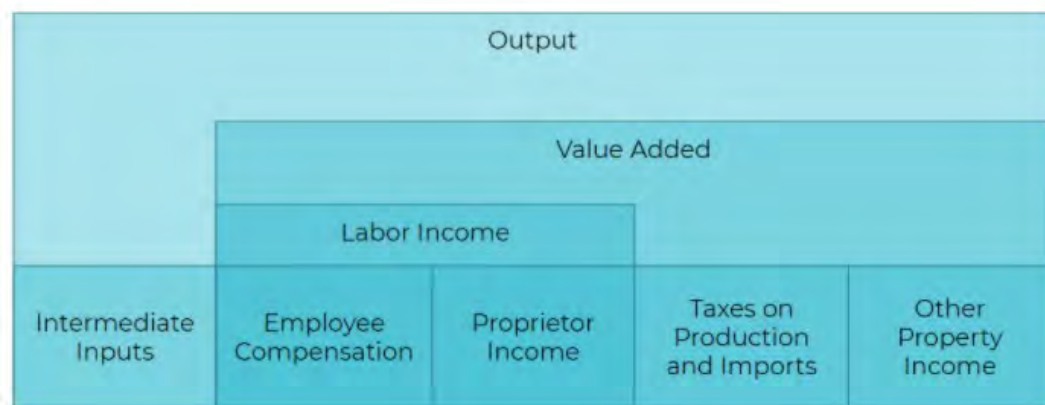 Output
Value Added
Labor Income
Intermediate
Inputs
Employee
Compensation
Proprietor
Income
Taxes on
Production
and Imports
Other
Property
Income